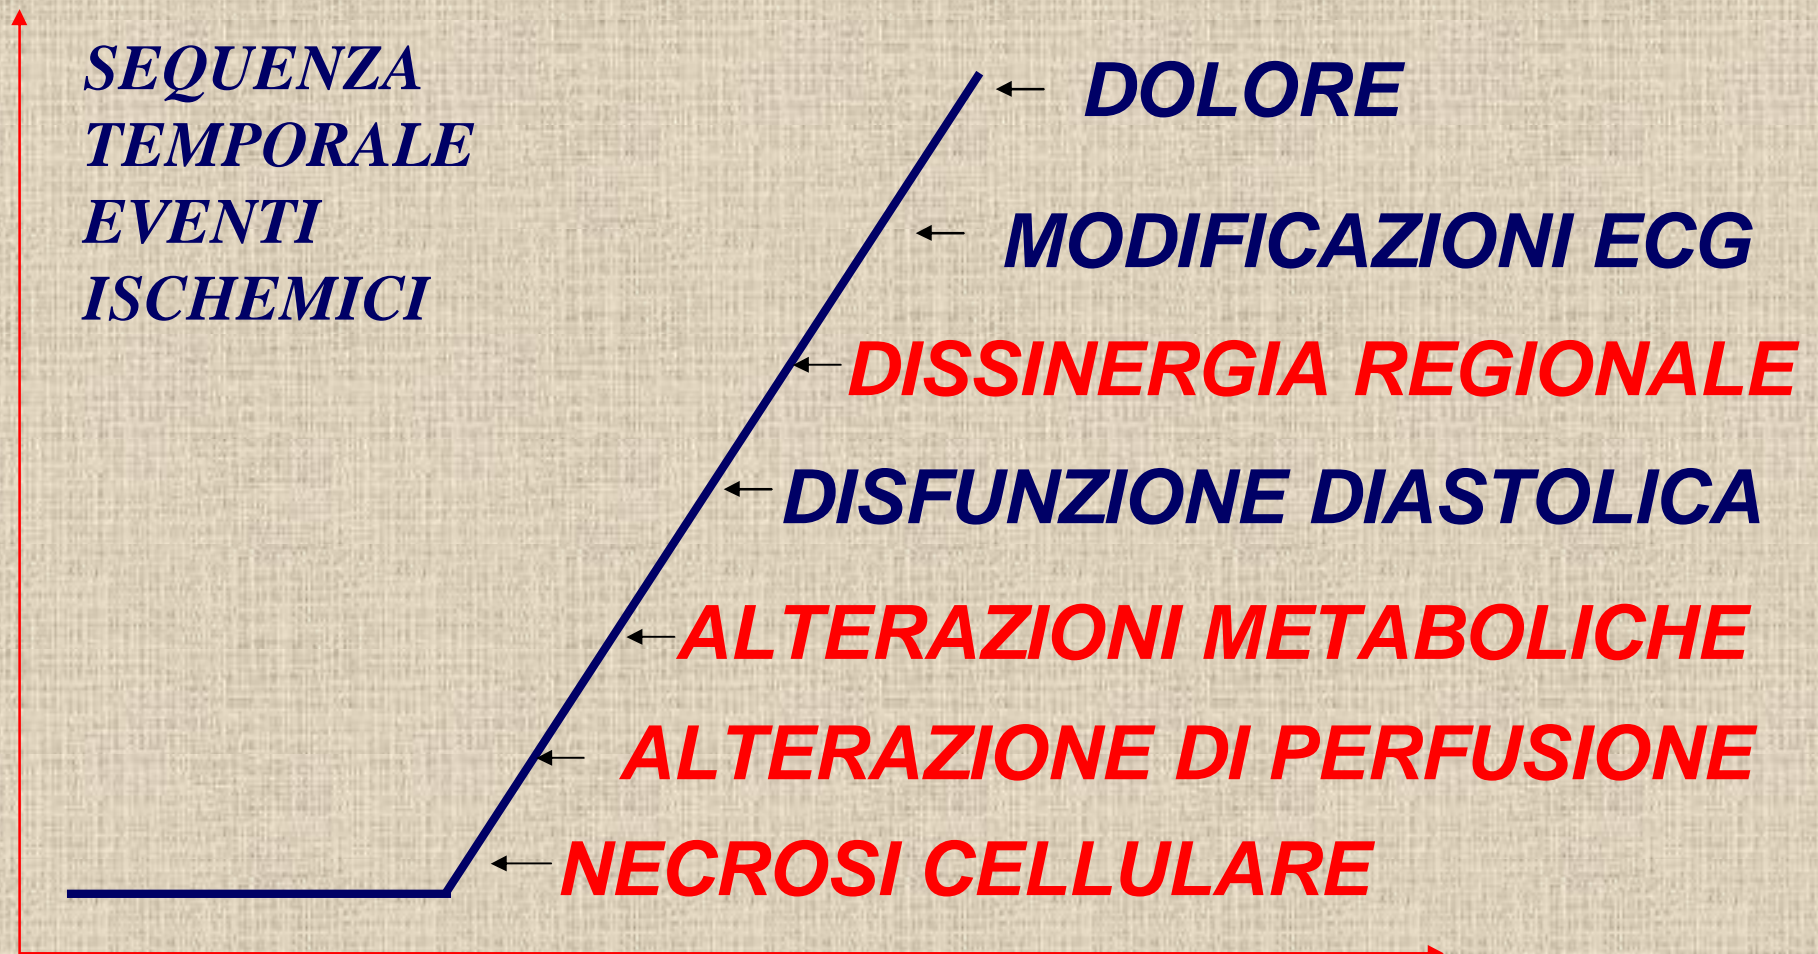 SEQUENZA
TEMPORALE
EVENTI
ISCHEMICI
DOLORE
MODIFICAZIONI ECG
DISSINERGIA REGIONALE
DISFUNZIONE DIASTOLICA
ALTERAZIONI METABOLICHE
ALTERAZIONE DI PERFUSIONE
NECROSI CELLULARE